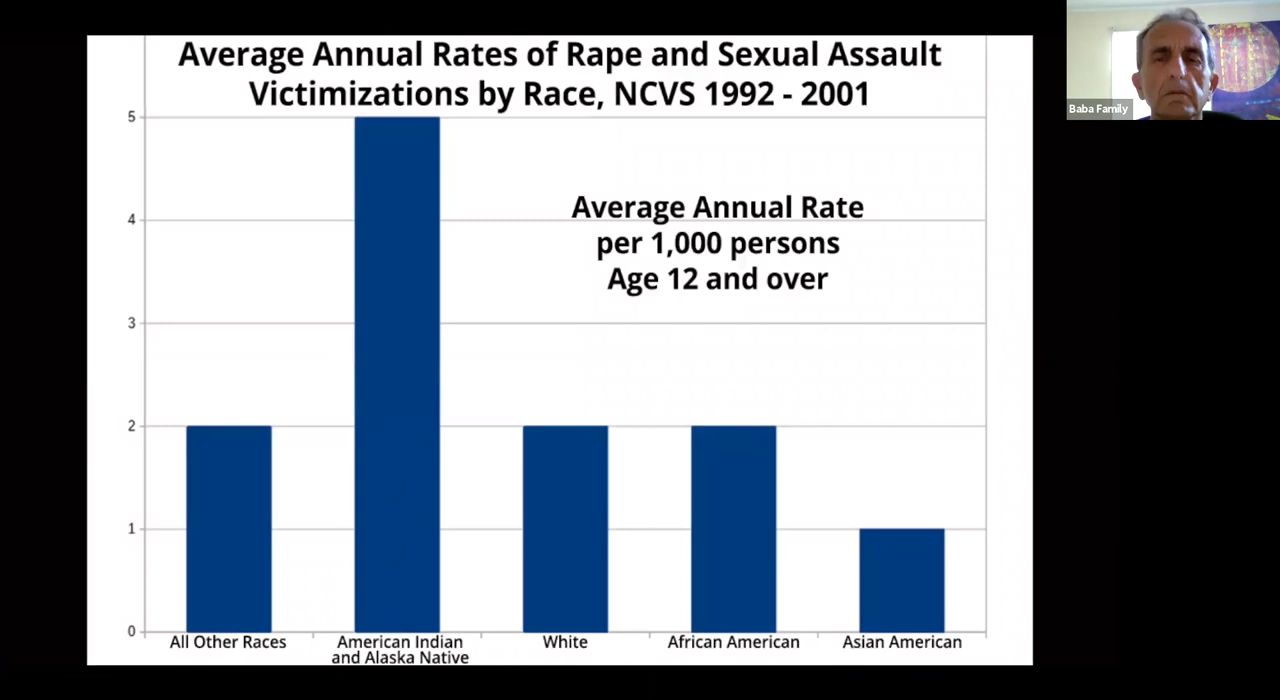 Average Annual Rates of Rape and Sexual Assault
Victimizations by Race, NCVS 1992 - 2001
5
4
3
2
1
0
Average Annual Rate
per 1,000 persons
Age 12 and over
All Other Races
American Indian
and Alaska Native
White
African American
Asian American
Baba Family